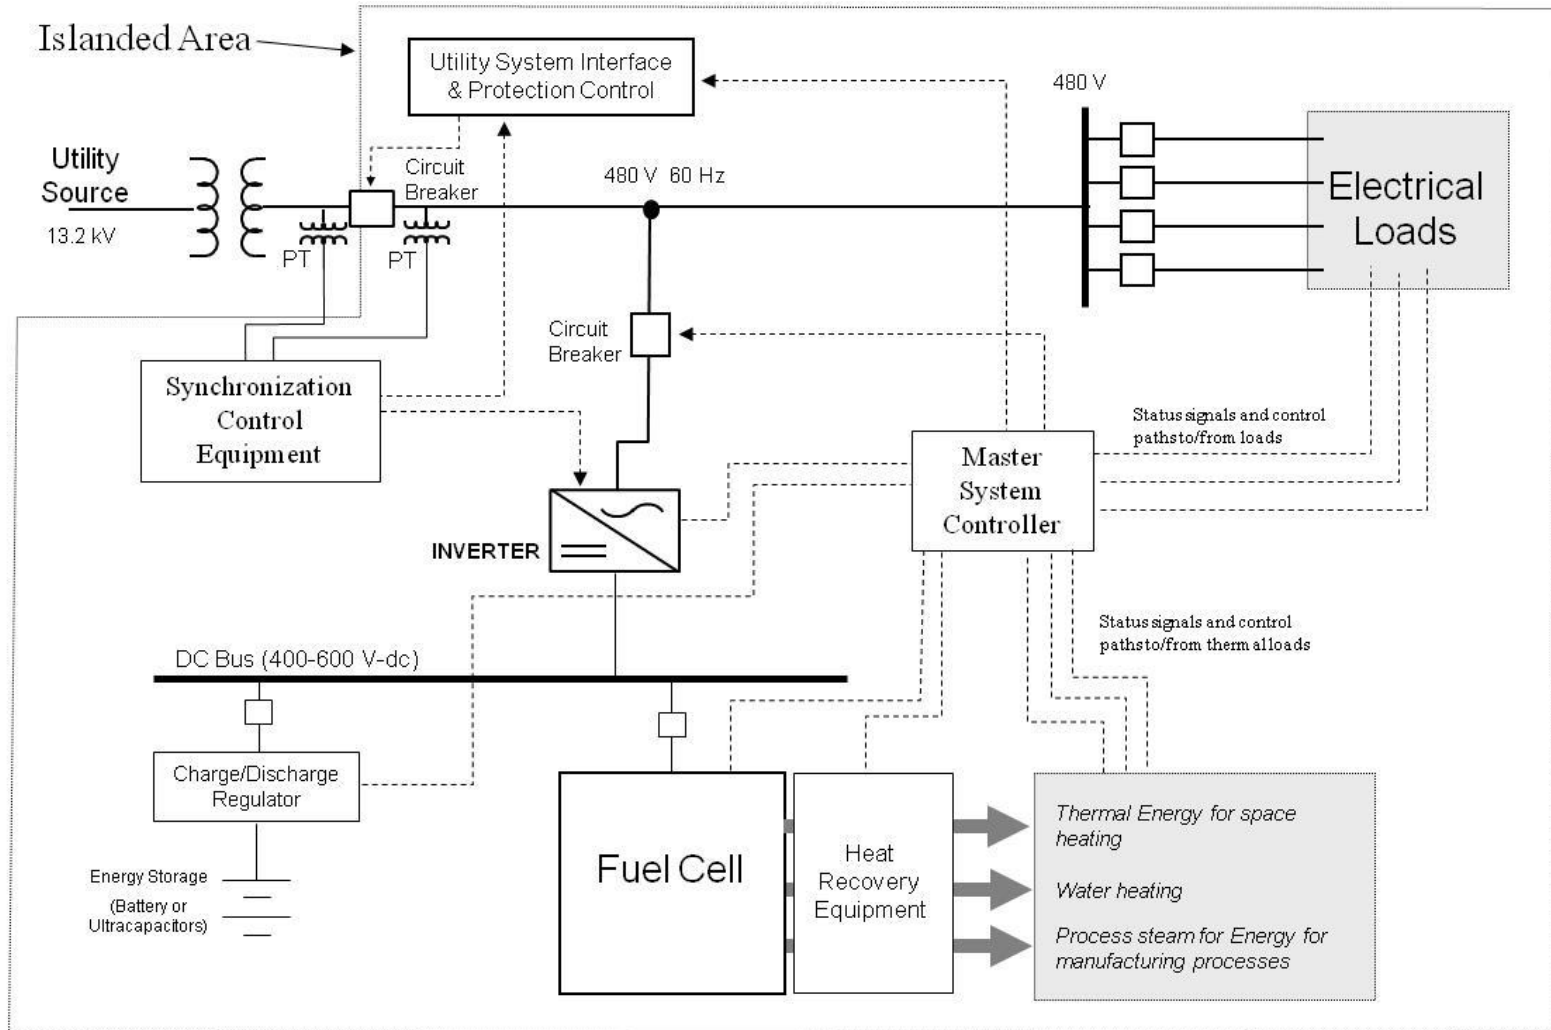 Islanded Area
Utility System Interface
& Protection Control
480 V
Utility
Source
13.2 kV
Circuit
Breaker
480 V 60 Hz
Electrical
Loads
PT
PT
Circuit
Breaker
Synchronization
Control
Equipment
Status signals and control
pathsto/from loads
Master
System
Controller
INVERTER
Status signals and control
pathsto/from thermal loads
DC Bus (400-600 V-dc)
Charge/Discharge
Regulator
Energy Storage
(Battery or
Ultracapacitors)
Fuel Cell
Heat
Recovery
Equipment
Thermal Energy for space
heating
Water heating
Process steam for Energy for
manufacturing processes